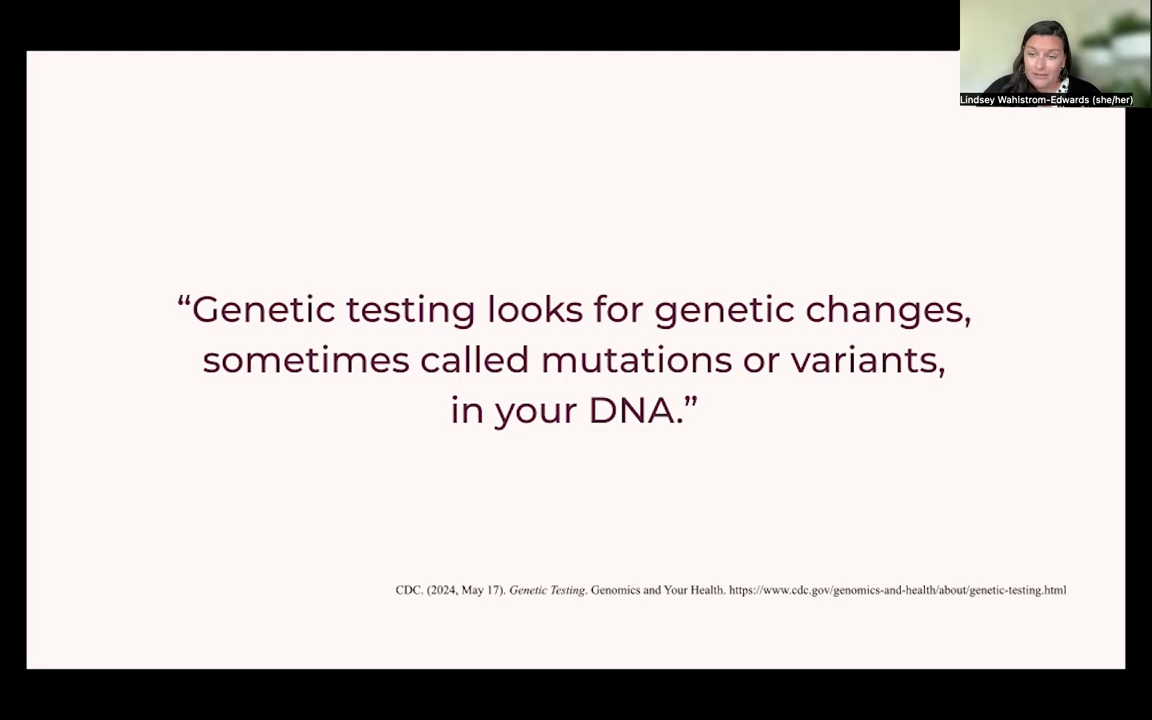 Lindsey Wahlstrom-Edwards (she/her)
“Genetic testing looks for genetic changes,
sometimes called mutations or variants,
in your DNA.”
CDC. (2024, May 17). Genetic Testing. Genomics and Your Health. https://www.cdc.gov/genomics-and-health/about/genetic-testing.html